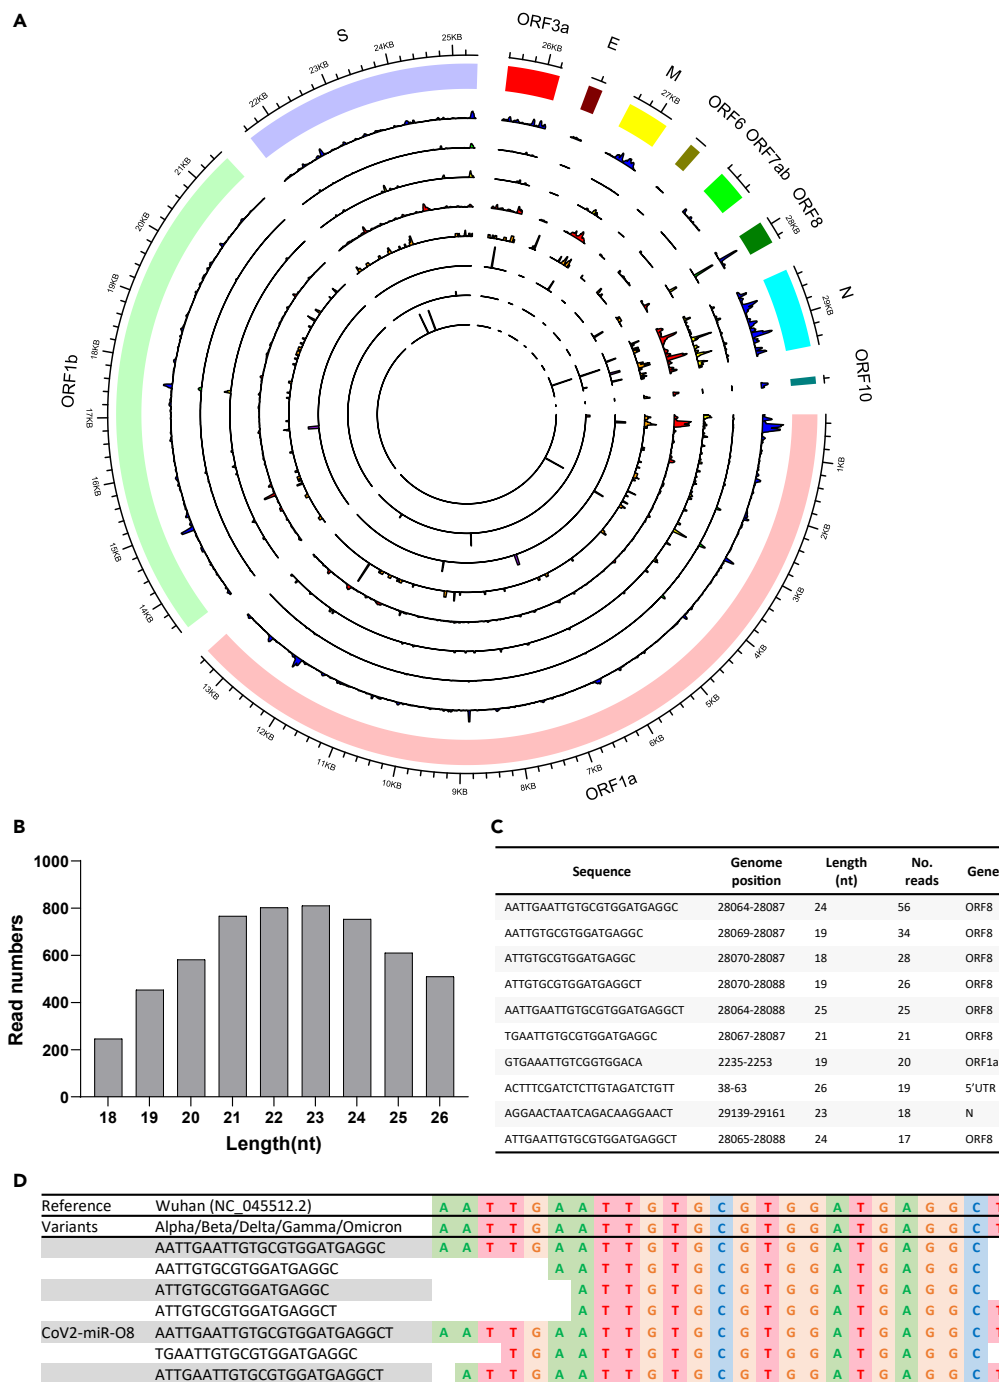 A
S
ORF3a
E
M
ORF6
ORF7ab
ORF8
N
ORF10
ORF1a
ORF1b
1KB
2KB
3KB
4KB
5KB
6KB
7KB
8KB
9KB
10KB
11KB
12KB
13KB
14KB
15KB
16KB
17KB
18KB
19KB
20KB
21KB
22KB
23KB
24KB
25KB
26KB
27KB
28KB
29KB
B
Read numbers
1000
800
600
400
200
0
18 19 20 21 22 23 24 25 26
Length(nt)
C
Sequence Genome position Length (nt) No. reads Gene
AATTGAATTGTGCGTGGATGAGGC 28064-28087 24 56 ORF8
AATTGTGCGTGGATGAGGC 28069-28087 19 34 ORF8
ATTGTGCGTGGATGAGGC 28070-28087 18 28 ORF8
ATTGTGCGTGGATGAGGCT 28070-28088 19 26 ORF8
AATTGAATTGTGCGTGGATGAGGCT 28064-28088 25 25 ORF8
TGAATTGTGCGTGGATGAGGC 28067-28087 21 21 ORF8
GTGAAATTGTCGGTGGACA 2235-2253 19 20 ORF1a
ACTTTCGATCTCTTGTAGATCTGTT 38-63 26 19 5'UTR
AGGAACTAATCAGACAAGGAACT 29139-29161 23 18 N
ATTGAATTGTGCGTGGATGAGGCT 28065-28088 24 17 ORF8
D
Reference Wuhan (NC_045512.2) A A T T G A A T T G T G C G T G G A T G A G G C T
Variants Alpha/Beta/Delta/Gamma/Omicron A A T T G A A T T G T G C G T G G A T G A G G C T
AATTGAATTGTGCGTGGATGAGGC A A T T G A A T T G T G C G T G G A T G A G G C
AATTGTGCGTGGATGAGGC A A T T G T G C G T G G A T G A G G C
ATTGTGCGTGGATGAGGC A T T G T G C G T G G A T G A G G C
ATTGTGCGTGGATGAGGCT A T T G T G C G T G G A T G A G G C T
CoV2-miR-O8 AATTGAATTGTGCGTGGATGAGGCT A A T T G A A T T G T G C G T G G A T G A G G C T
TGAATTGTGCGTGGATGAGGC T G A A T T G T G C G T G G A T G A G G C
ATTGAATTGTGCGTGGATGAGGCT A T T G A A T T G T G C G T G G A T G A G G C T